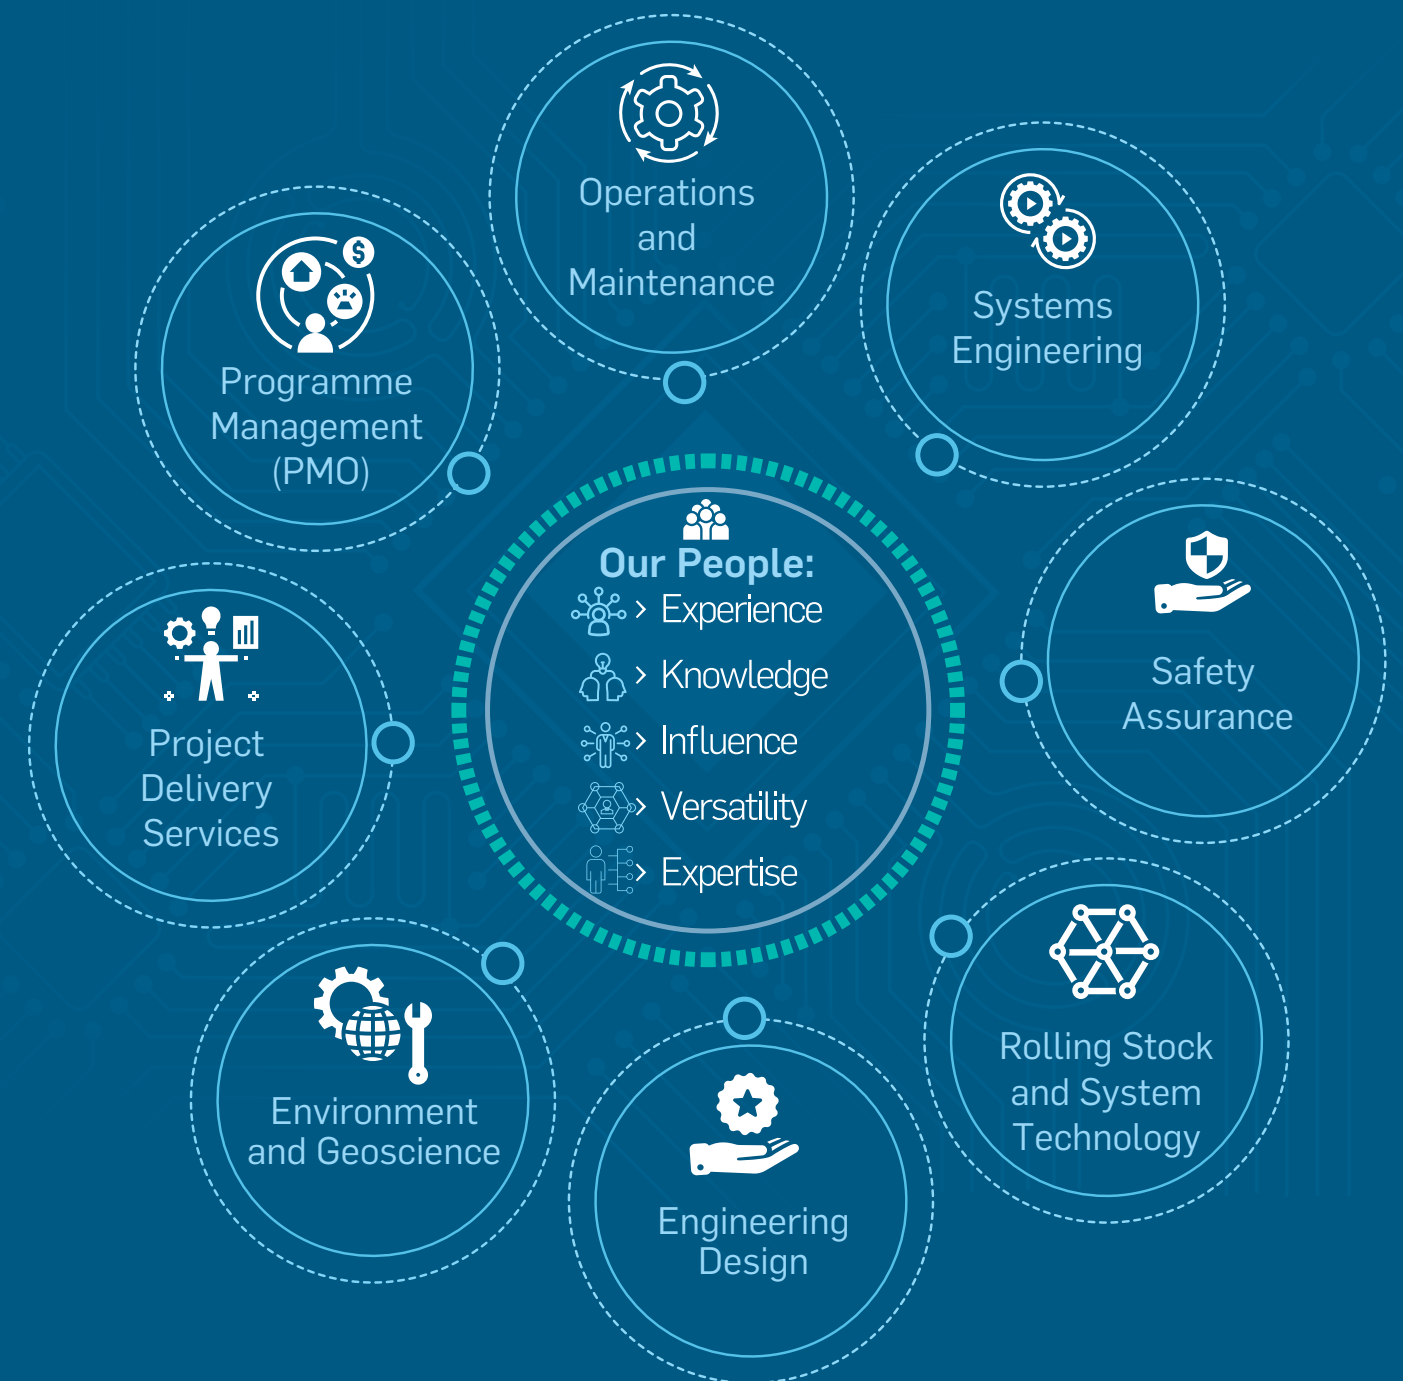 Operations
and
Maintenance
Systems
Engineering
Programme
Management
(PMO)
Our People:
> Experience
> Knowledge
> Influence
> Versatility
> Expertise
Safety
Assurance
Project
Delivery
Services
Rolling Stock
and System
Technology
Environment
and Geoscience
Engineering
Design